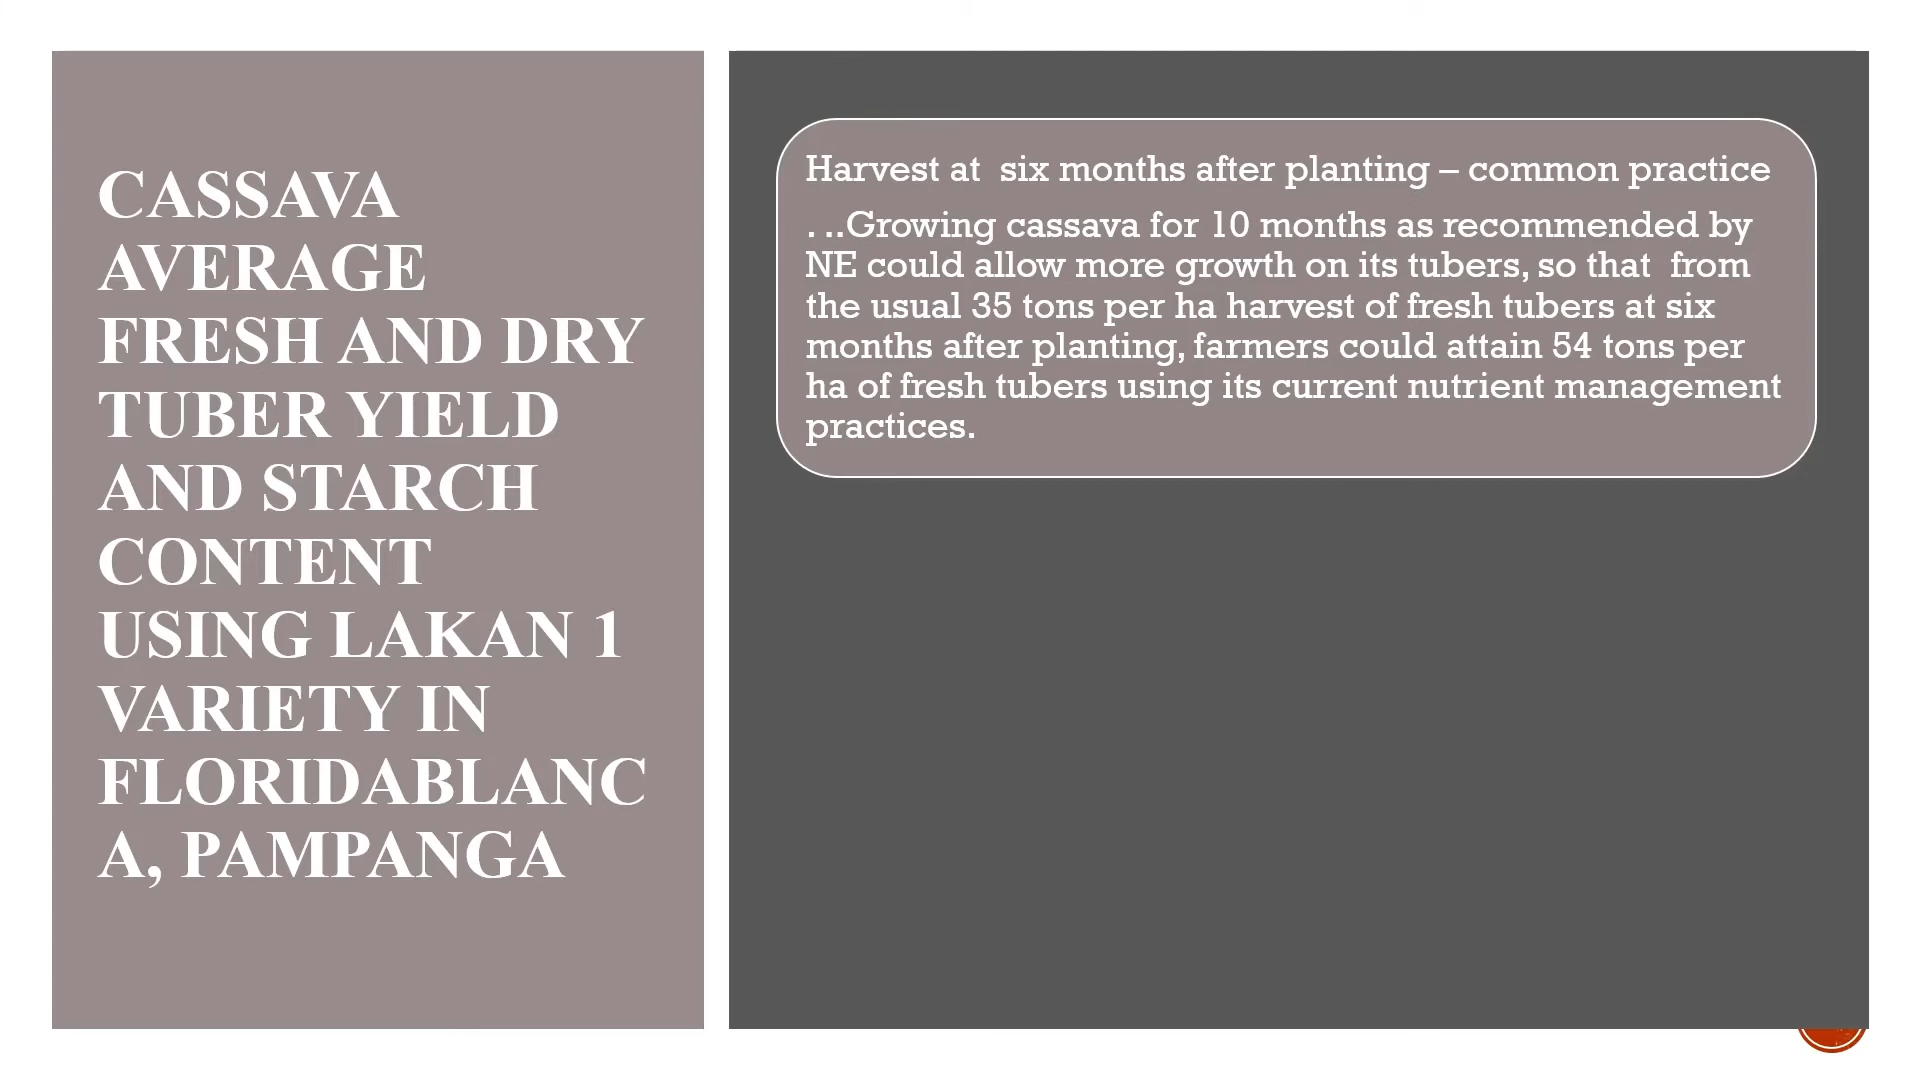 CASSAVA
AVERAGE
FRESH AND DRY
TUBER YIELD
AND STARCH
CONTENT
USING LAKAN 1
VARIETY IN
FLORIDABLANC
A, PAMPANGA
Harvest at  six months after planting – common practice
. ..Growing cassava for 10 months as recommended by
NE could allow more growth on its tubers, so that  from
the usual 35 tons per ha harvest of fresh tubers at six
months after planting, farmers could attain 54 tons per
ha of fresh tubers using its current nutrient management
practices.